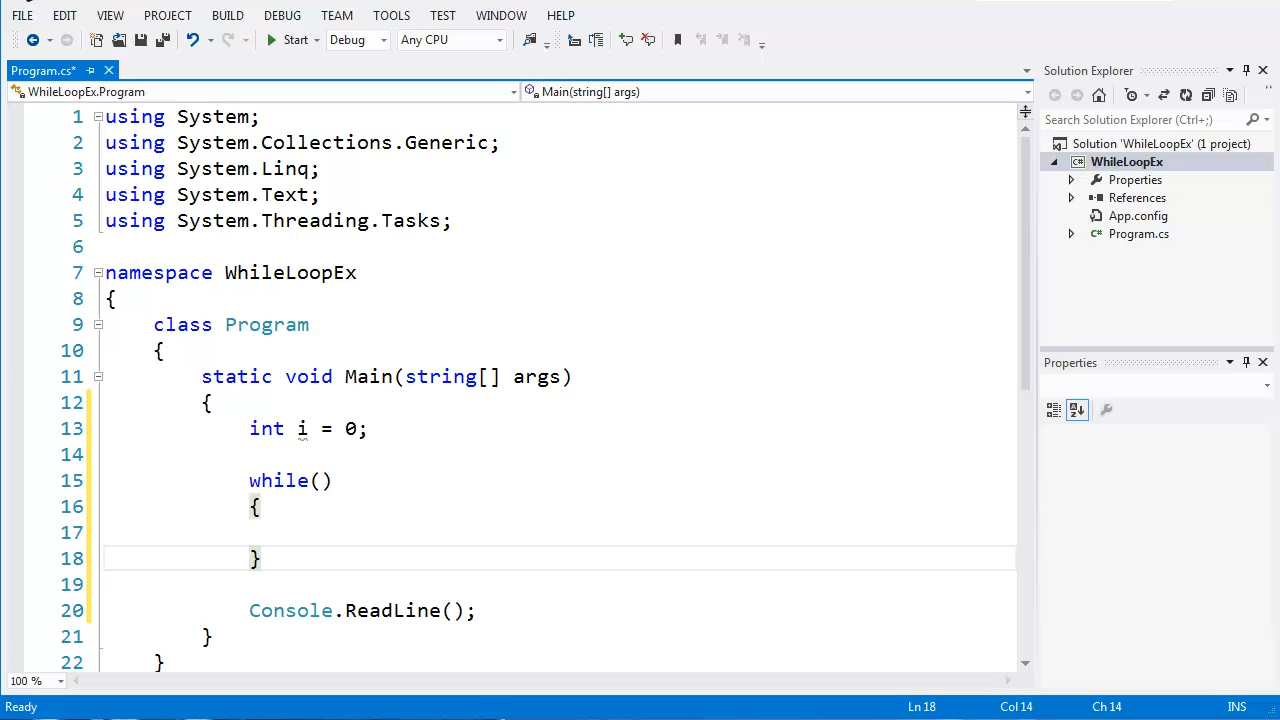 FILE EDIT VIEW PROJECT BUILD DEBUG TEAM TOOLS TEST WINDOW HELP
Start Debug Any CPU
Program.cs* Solution Explorer
WhileLoopEx.Program Main(string[] args)
Search Solution Explorer (Ctrl+;)
Solution 'WhileLoopEx' (1 project)
WhileLoopEx
Properties
References
App.config
Program.cs
Properties
1 using System;
2 using System.Collections.Generic;
3 using System.Linq;
4 using System.Text;
5 using System.Threading.Tasks;
6
7 namespace WhileLoopEx
8 {
9 class Program
10 {
11 static void Main(string[] args)
12 {
13 int i = 0;
14
15 while()
16 {
17
18 }
19
20 Console.ReadLine();
21 }
22 }
100 %
Ready Ln 18 Col 14 Ch 14 INS